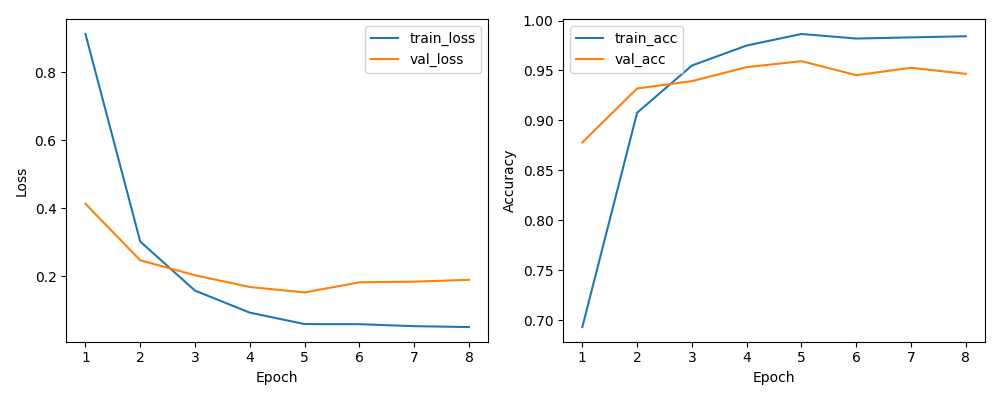 train_loss
val_loss
0.8
0.6
0.4
0.2
Loss
1 2 3 4 5 6 7 8
Epoch
train_acc
val_acc
1.00
0.95
0.90
0.85
0.80
0.75
0.70
Accuracy
1 2 3 4 5 6 7 8
Epoch